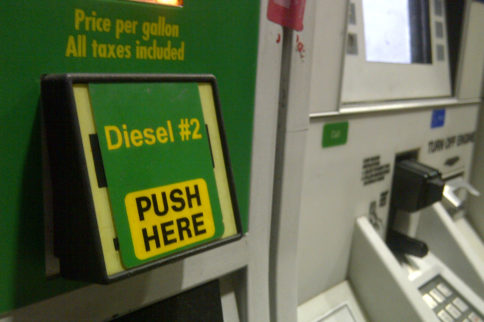 Price per gallon
All taxes included
Diesel #2
PUSH
HERE
TURN OFF ENGINE